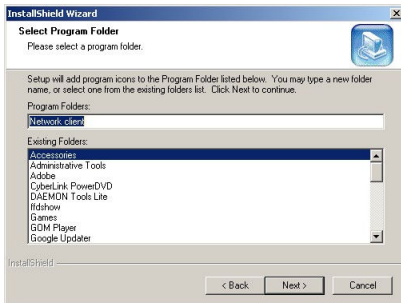 InstallShield Wizard
Select Program Folder
Please select a program folder.
Setup will add program icons to the Program Folder listed below. You may type a new folder
name, or select one from the existing folders list. Click Next to continue.
Program Folders:
Network client
Existing Folders:
Accessories
Administrative Tools
Adobe
CyberLink PowerDVD
DAEMON Tools Lite
ffdshow
Games
GOM Player
Google Updater
InstallShield
< Back
Next >
Cancel